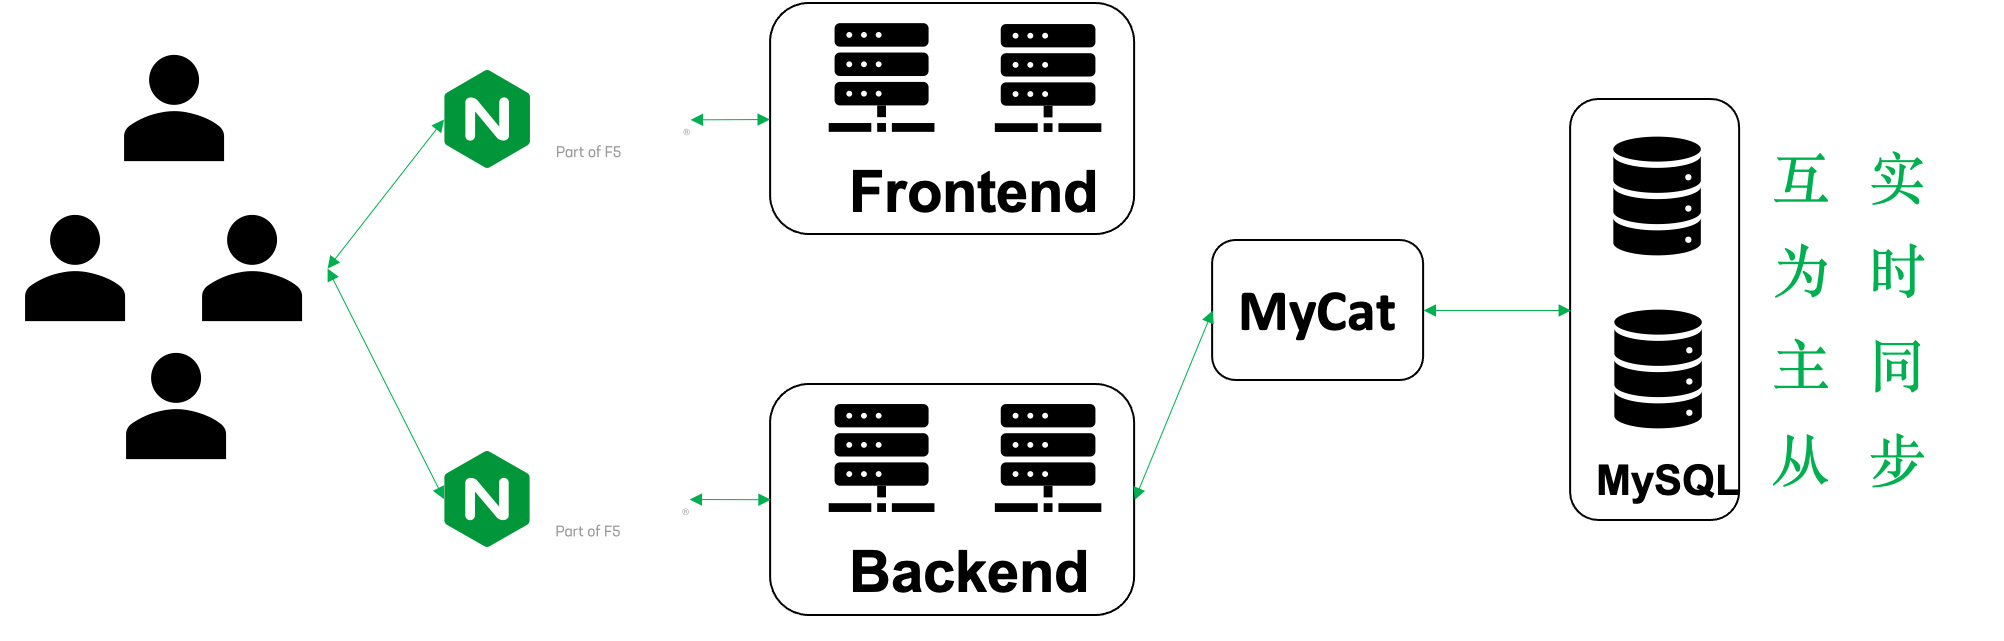 N
Part of F5
®
Frontend
N
Part of F5
®
Backend
MyCat
MySQL
互为主从
实时同步